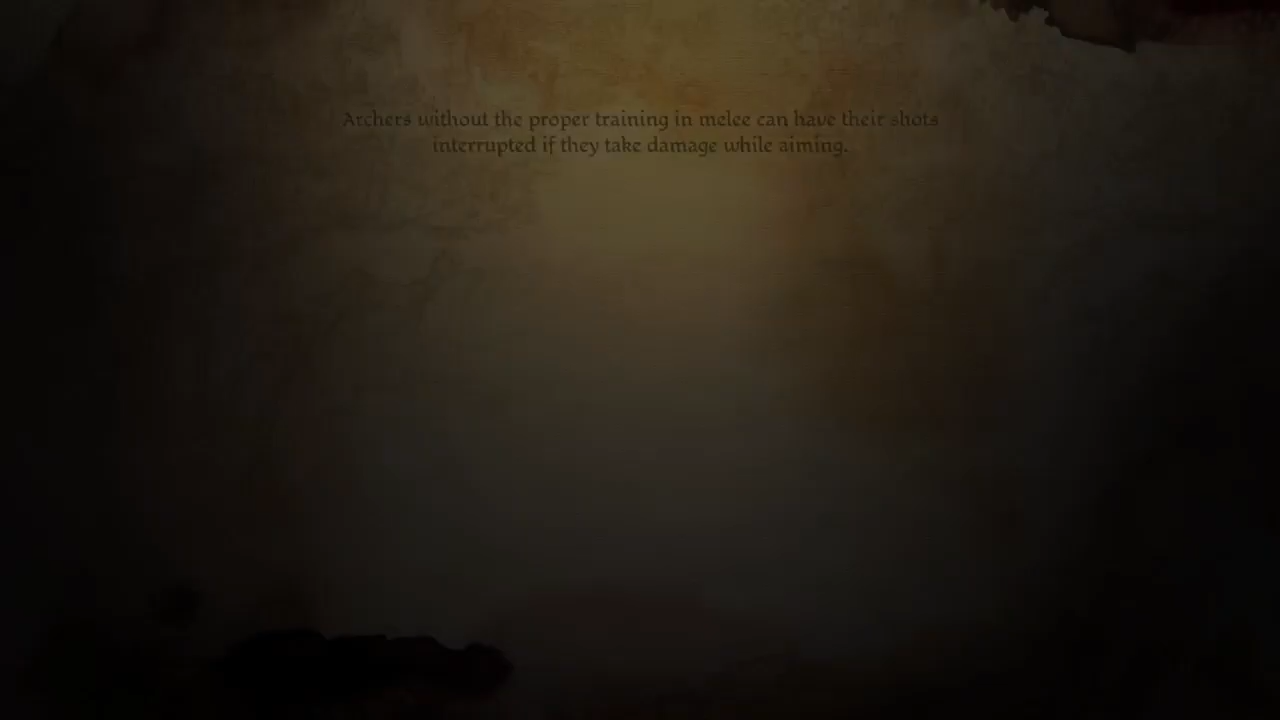 Archers without the proper training in melee can have their shots
interrupted if they take damage while aiming.